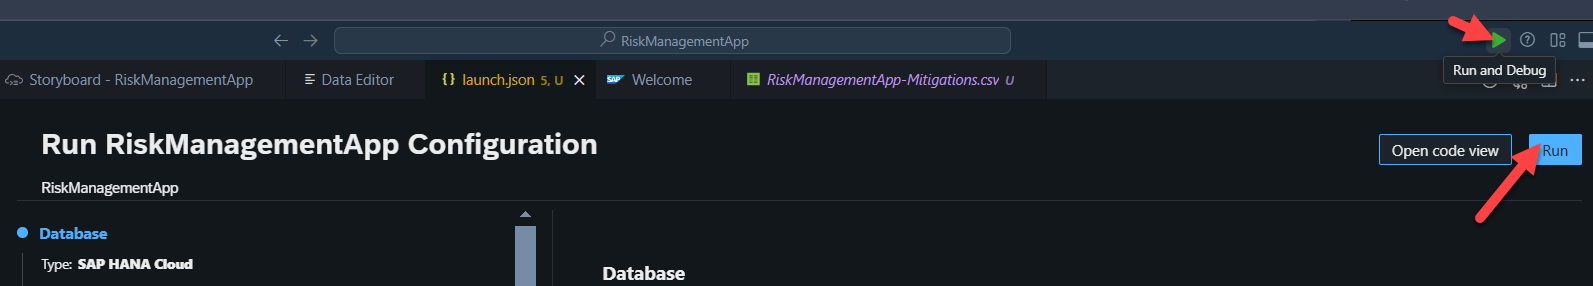 RiskManagementApp
Run and Debug
Storyboard - RiskManagementApp
Data Editor
{} launch.json 5, U
SAP Welcome
RiskManagementApp-Mitigations.csv U
Run RiskManagementApp Configuration
Open code view
Run
RiskManagementApp
Database
Type: SAP HANA Cloud
Database